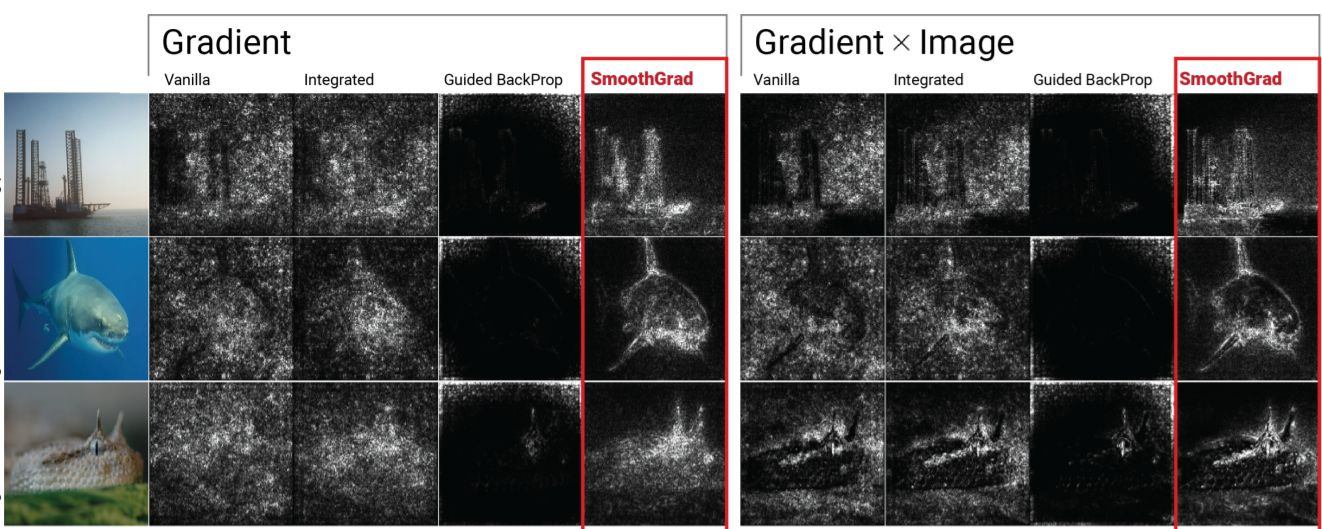 Gradient
Vanilla Integrated Guided BackProp SmoothGrad
Gradient × Image
Vanilla Integrated Guided BackProp SmoothGrad